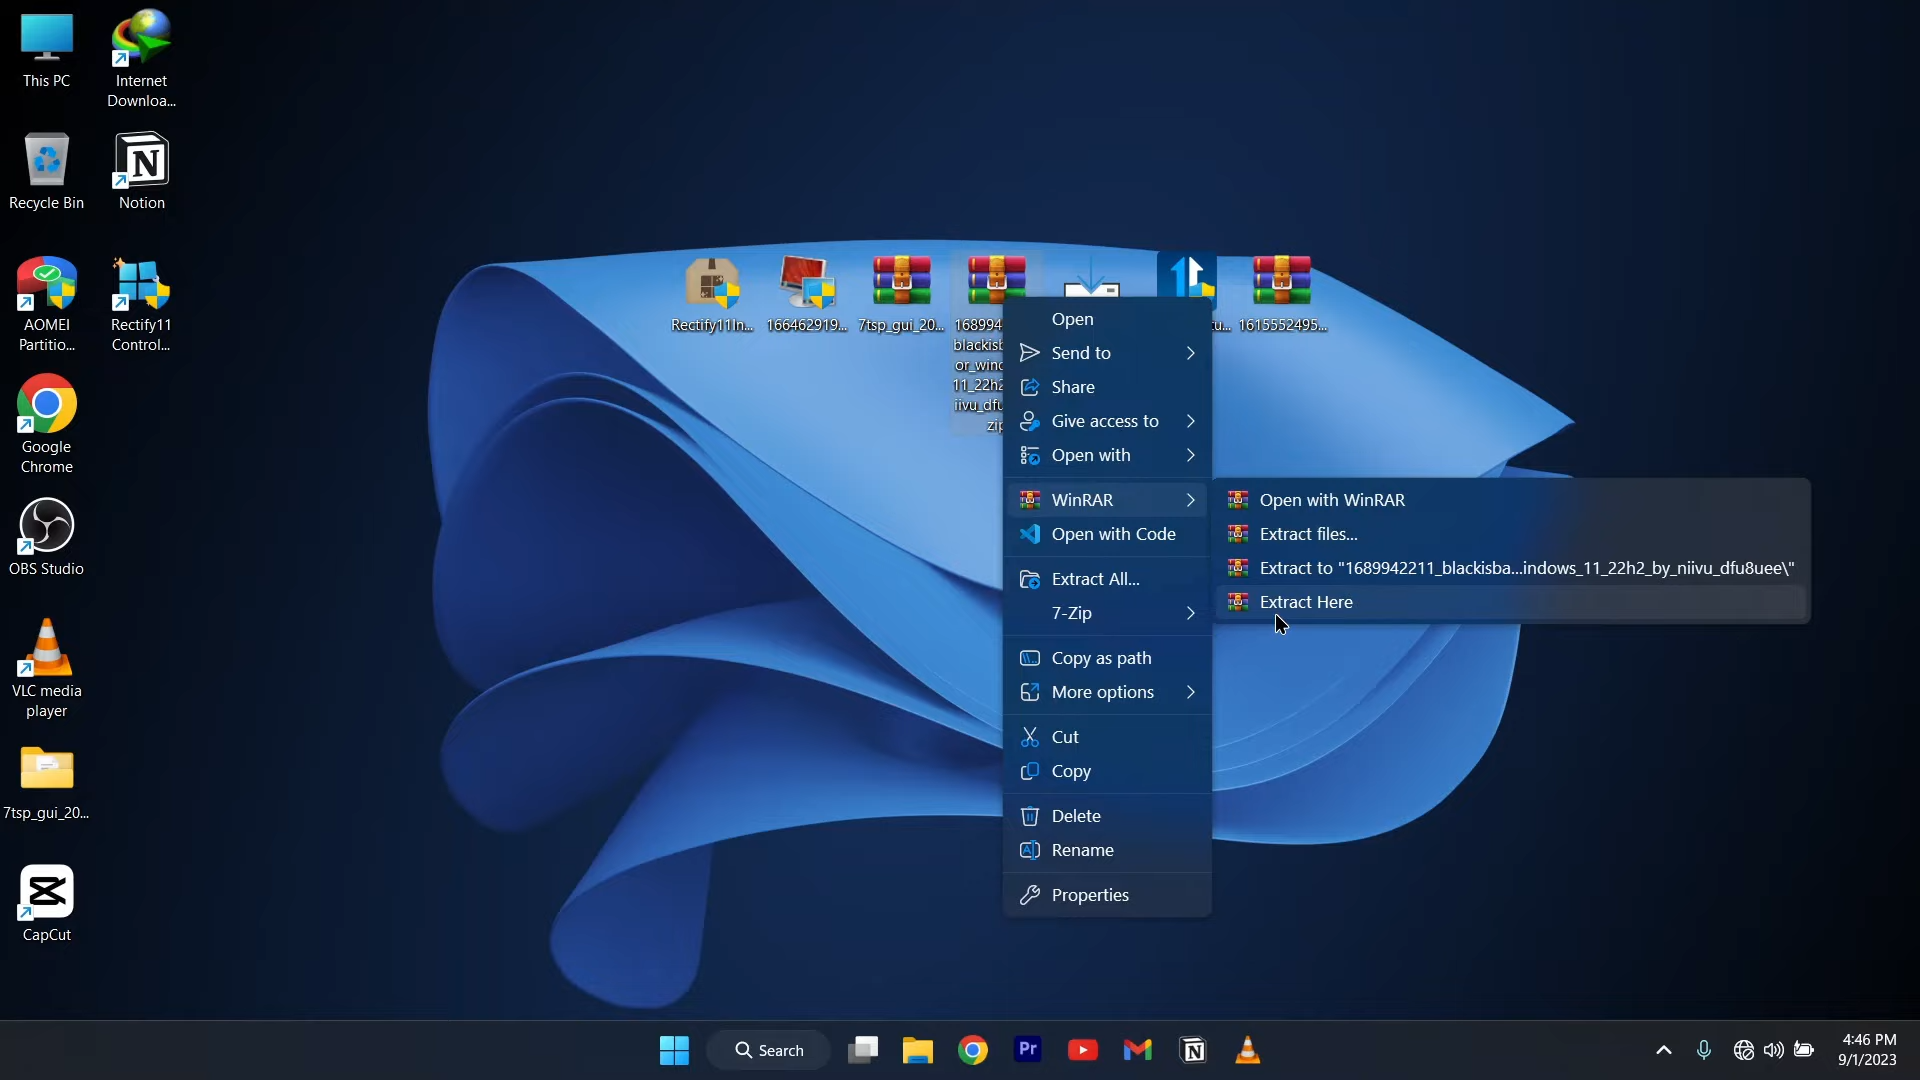 This PC
Internet
Downloa...
Recycle Bin
Notion
AOMEI
Partitio...
Rectify11
Control...
Google
Chrome
OBS Studio
VLC media
player
7tsp_gui_20...
CapCut
Rectify11In...
166462919...
7tsp_gui_20...
168994
blackisb
or_wind
11_22h2
iivu_dfu
zip
1615552495...
Open
Send to
Share
Give access to
Open with
WinRAR
Open with Code
Extract All...
7-Zip
Copy as path
More options
Cut
Copy
Delete
Rename
Properties
Open with WinRAR
Extract files...
Extract to "1689942211_blackisba...indows_11_22h2_by_niivu_dfu8uee\"
Extract Here
Search
Pr
4:46 PM
9/1/2023